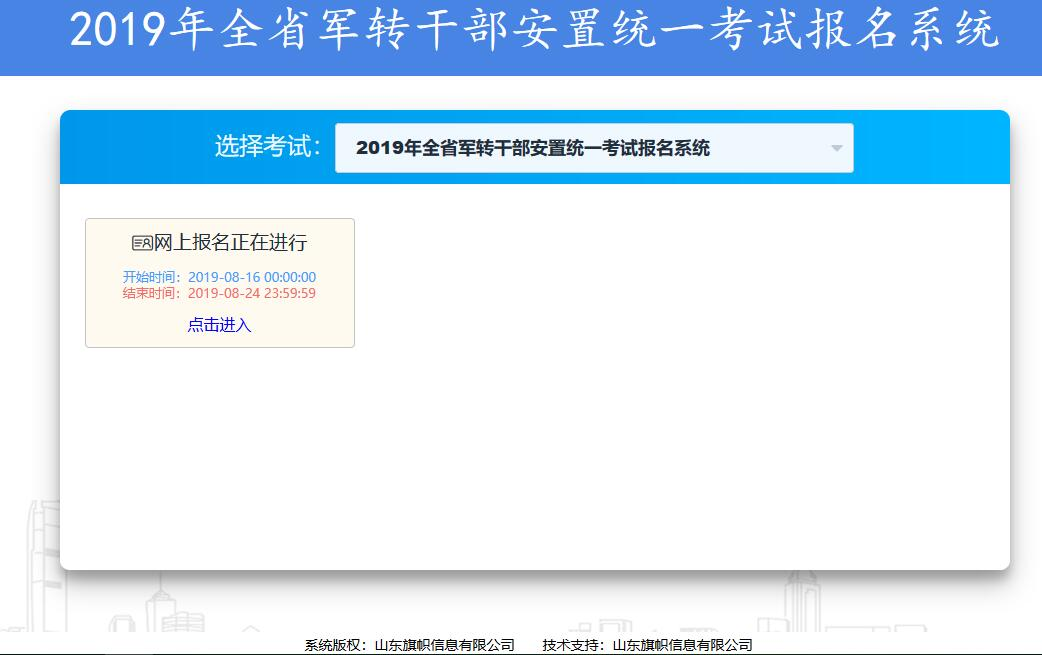 2019年全省军转干部安置统一考试报名系统
选择考试： 2019年全省军转干部安置统一考试报名系统
网上报名正在进行
开始时间：2019-08-16 00:00:00
结束时间：2019-08-24 23:59:59
点击进入
系统版权：山东旗帜信息有限公司 技术支持：山东旗帜信息有限公司